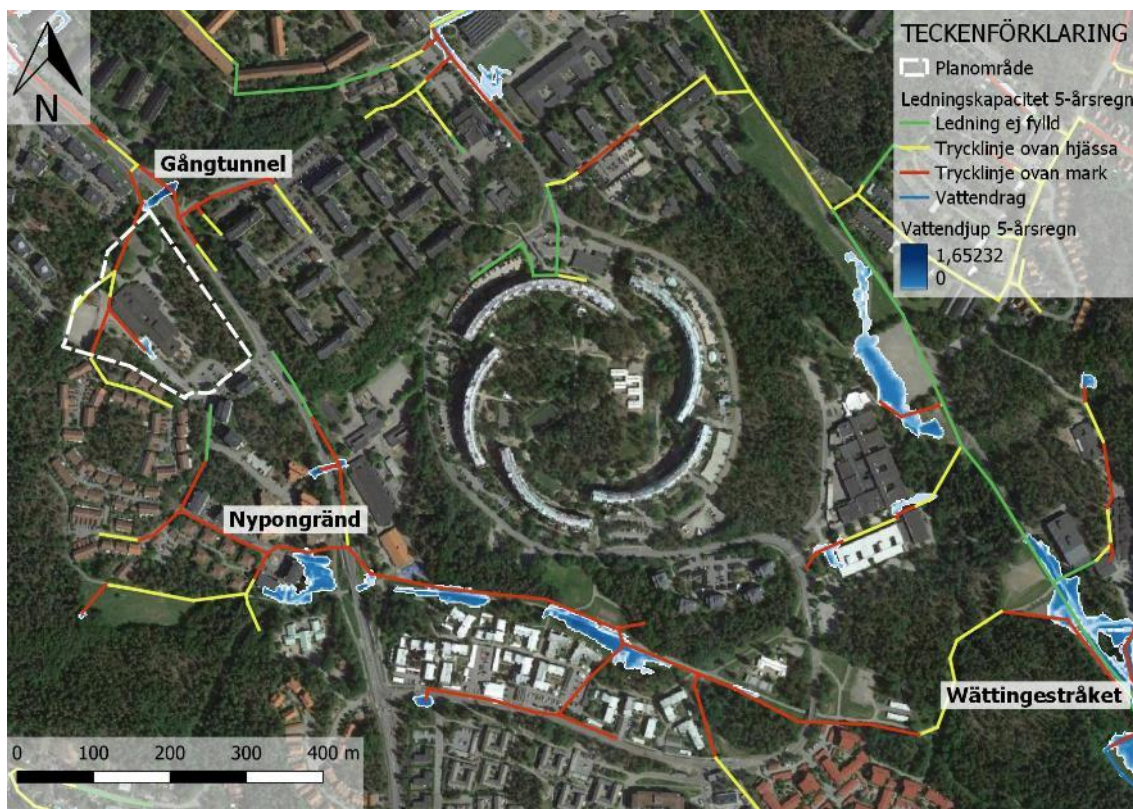 TECKENFÖRKLARING
Planområde
Ledningskapacitet 5-årsregn
Ledning ej fylld
Trycklinje ovan hjässa
Trycklinje ovan mark
Vattendrag
Vattendjup 5-årsregn
1,65232
0
N
Gångtunnel
Nypongränd
Wättingestråket
0 100 200 300 400 m